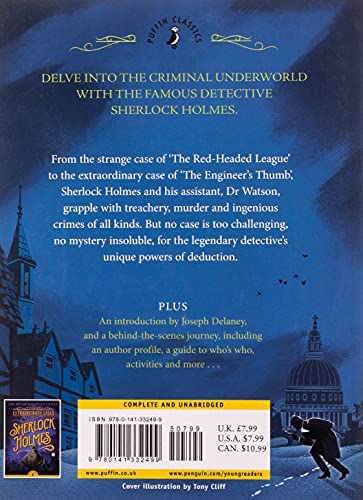 PUFFIN CLASSICS
DELVE INTO THE CRIMINAL UNDERWORLD
WITH THE FAMOUS DETECTIVE
SHERLOCK HOLMES.
From the strange case of ‘The Red-Headed League’
to the extraordinary case of ‘The Engineer’s Thumb’,
Sherlock Holmes and his assistant, Dr Watson,
grapple with treachery, murder and ingenious
crimes of all kinds. But no case is too challenging,
no mystery insoluble, for the legendary detective’s
unique powers of deduction.
PLUS
An introduction by Joseph Delaney,
and a behind-the-scenes journey, including
an author profile, a guide to who’s who,
activities and more . . .
COMPLETE AND UNABRIDGED
ISBN 978-0-141-33249-9
50799
9 780141 332499
U.K. £7.99
U.S.A. $7.99
CAN. $10.99
EXTRAORDINARY CASES
SHERLOCK
HOLMES
www.puffin.co.uk
www.penguin.com/youngreaders
Cover illustration by Tony Cliff